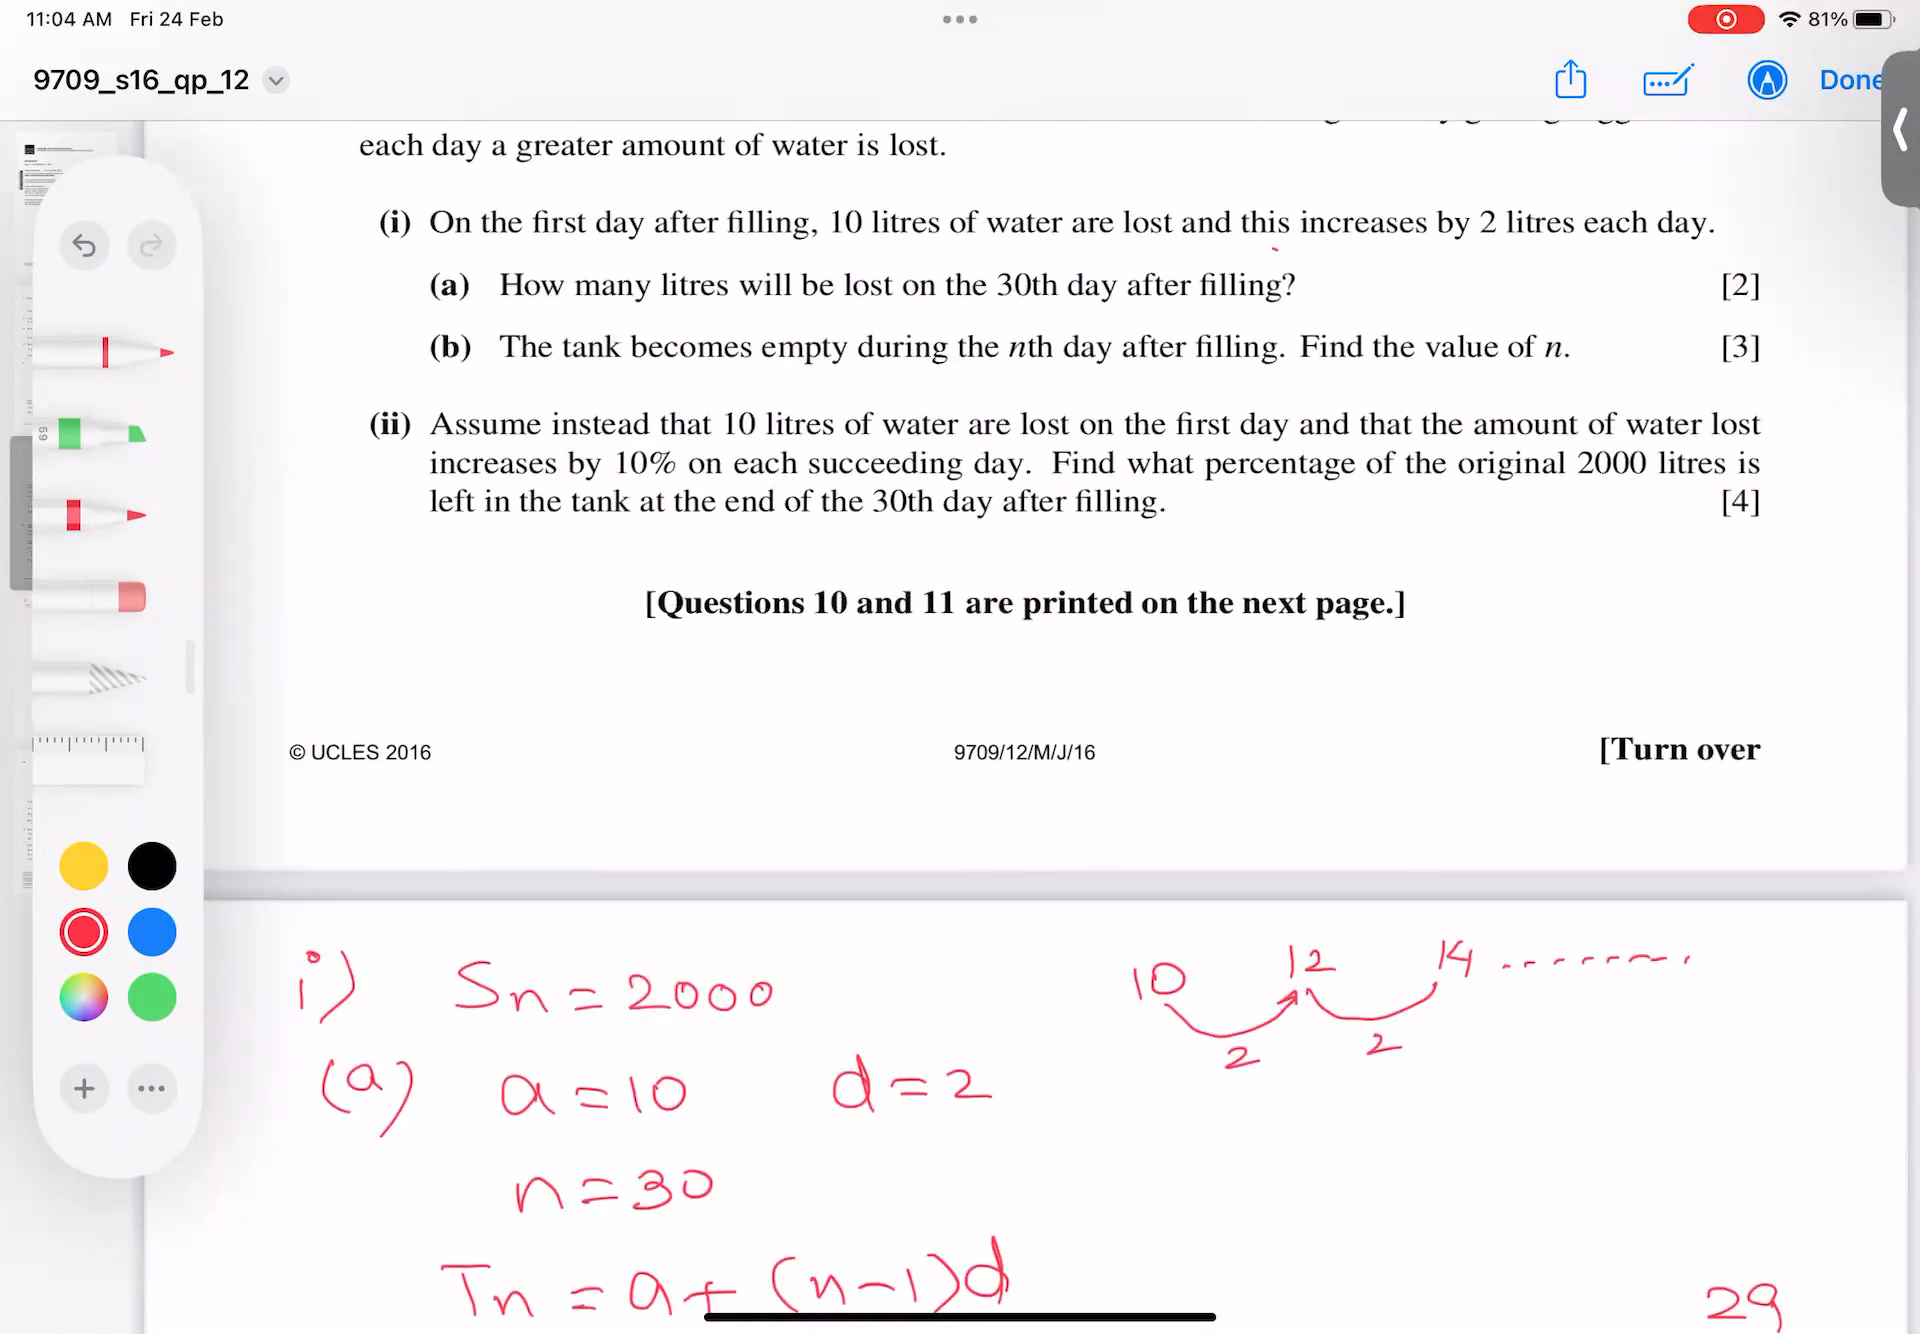 11:04 AM Fri 24 Feb
81%
9709_s16_qp_12
Done
each day a greater amount of water is lost.
(i) On the first day after filling, 10 litres of water are lost and this increases by 2 litres each day.
(a) How many litres will be lost on the 30th day after filling? [2]
(b) The tank becomes empty during the nth day after filling. Find the value of n. [3]
(ii) Assume instead that 10 litres of water are lost on the first day and that the amount of water lost
increases by 10% on each succeeding day. Find what percentage of the original 2000 litres is
left in the tank at the end of the 30th day after filling. [4]
[Questions 10 and 11 are printed on the next page.]
© UCLES 2016 9709/12/M/J/16 [Turn over
59
i) Sn = 2000 10 12 14 ........
2 2
(a) a = 10 d = 2
n = 30
Tn = a + (n-1)d
29